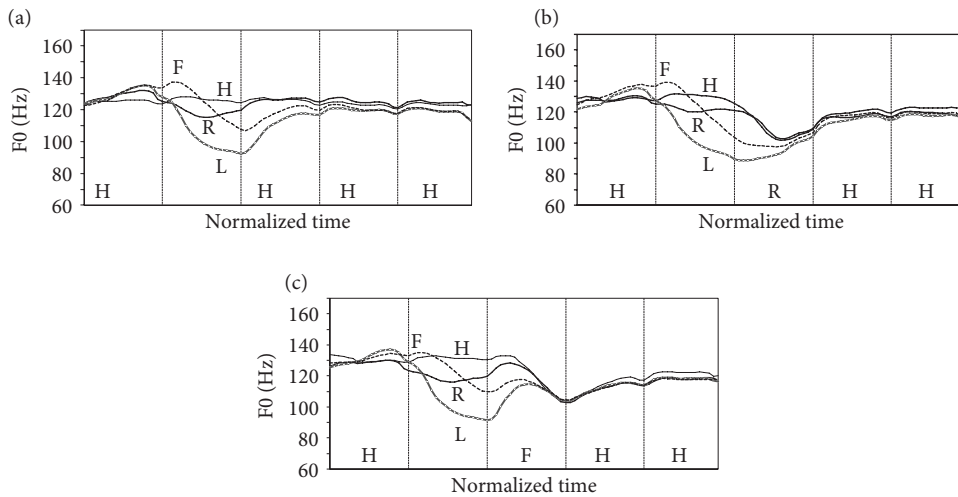 (a)
160
140
120
100
80
60
F0 (Hz)
F
H
R
L
H H H H
Normalized time
(b)
160
140
120
100
80
60
F0 (Hz)
F
H
R
L
H R H H
Normalized time
(c)
160
140
120
100
80
60
F0 (Hz)
F
H
R
L
H F H H
Normalized time